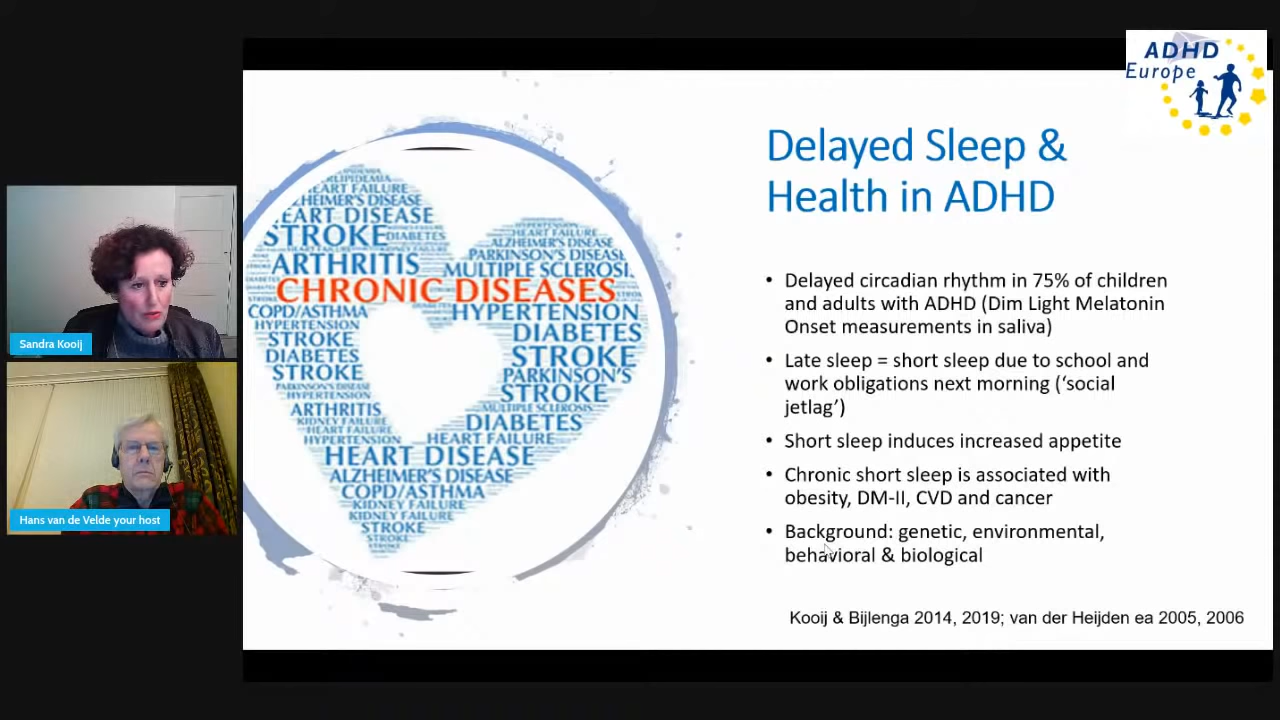 ADHD
Europe
Delayed Sleep &
Health in ADHD
• Delayed circadian rhythm in 75% of children
and adults with ADHD (Dim Light Melatonin
Onset measurements in saliva)
• Late sleep = short sleep due to school and
work obligations next morning (‘social
jetlag’)
• Short sleep induces increased appetite
• Chronic short sleep is associated with
obesity, DM-II, CVD and cancer
• Background: genetic, environmental,
behavioral & biological
Kooij & Bijlenga 2014, 2019; van der Heijden ea 2005, 2006
Sandra Kooij
Hans van de Velde your host
HEART FAILURE
HEART DISEASE
STROKE
DIABETES
ARTHRITIS
HYPERTENSION
HEART FAILURE
ALZHEIMER'S DISEASE
PARKINSON'S DISEASE
CHRONIC DISEASES
COPD/ASTHMA
HYPERTENSION
HYPERTENSION
DIABETES
STROKE
STROKE
DIABETES
PARKINSON'S
STROKE
STROKE
PARKINSON'S DISEASE
HYPERTENSION
MULTIPLE SCLEROSIS
ARTHRITIS
DIABETES
KIDNEY FAILURE
HYPERTENSION
HEART FAILURE
HEART DISEASE
ALZHEIMER'S DISEASE
COPD/ASTHMA
KIDNEY FAILURE
HEART FAILURE
STROKE